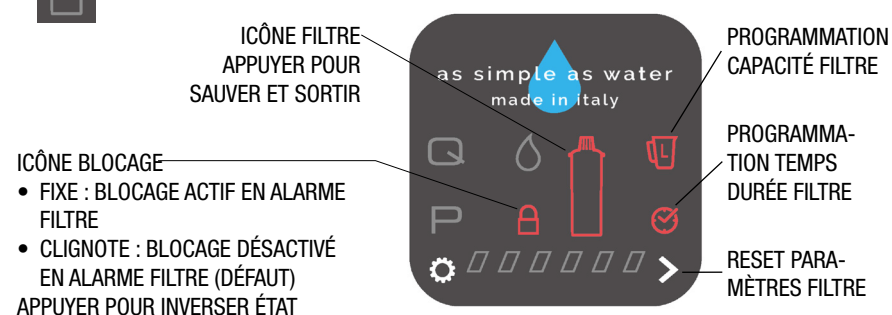 ICÔNE FILTRE
APPUYER POUR
SAUVER ET SORTIR
ICÔNE BLOCAGE
• FIXE : BLOCAGE ACTIF EN ALARME
FILTRE
• CLIGNOTE : BLOCAGE DÉSACTIVÉ
EN ALARME FILTRE (DÉFAUT)
APPUYER POUR INVERSER ÉTAT
as simple as water
made in italy
Q
L
P
PROGRAMMATION
CAPACITÉ FILTRE
PROGRAMMA-
TION TEMPS
DURÉE FILTRE
RESET PARA-
MÈTRES FILTRE